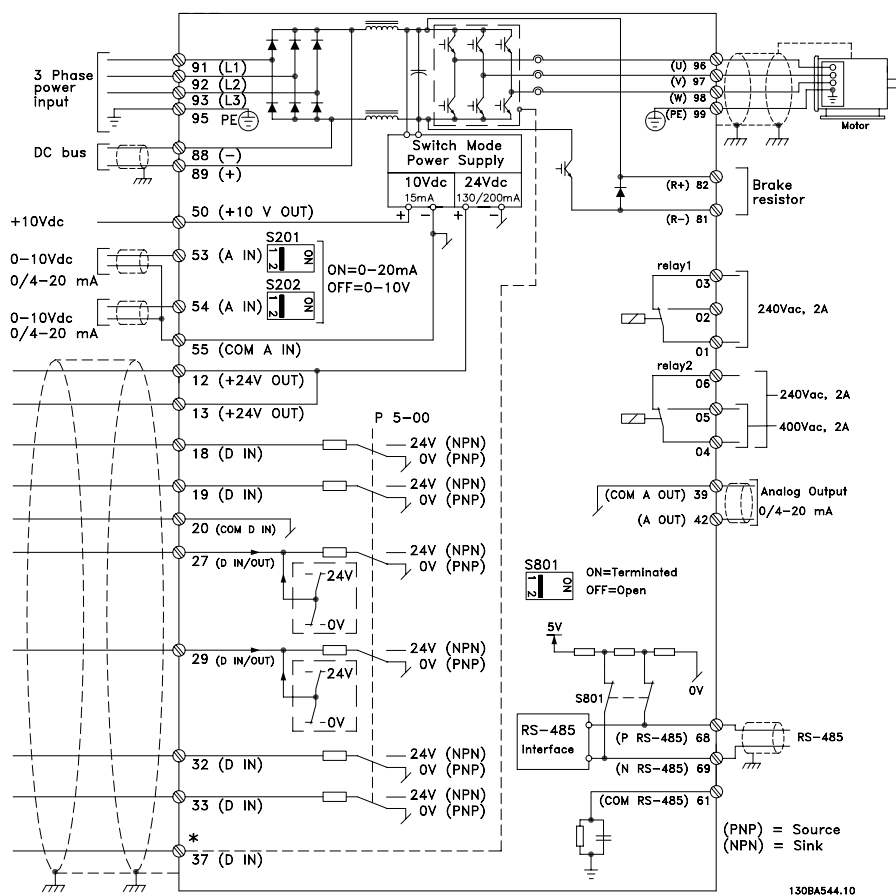 3 Phase
power
input
91 (L1)
92 (L2)
93 (L3)
95 PE
DC bus
88 (-)
89 (+)
+10Vdc
50 (+10 V OUT)
0-10Vdc
0/4-20 mA
53 (A IN)
S201
1 2
ON
ON=0-20mA
OFF=0-10V
0-10Vdc
0/4-20 mA
54 (A IN)
S202
1 2
ON
55 (COM A IN)
12 (+24V OUT)
13 (+24V OUT)
P 5-00
18 (D IN)
24V (NPN)
0V (PNP)
19 (D IN)
24V (NPN)
0V (PNP)
20 (COM D IN)
27 (D IN/OUT)
24V (NPN)
0V (PNP)
24V
0V
29 (D IN/OUT)
24V (NPN)
0V (PNP)
24V
0V
32 (D IN)
24V (NPN)
0V (PNP)
33 (D IN)
24V (NPN)
0V (PNP)
*
37 (D IN)
Switch Mode
Power Supply
10Vdc
15mA
24Vdc
130/200mA
+ - + -
(U) 96
(V) 97
(W) 98
(PE) 99
Motor
(R+) 82
(R-) 81
Brake
resistor
relay1
03
02
01
240Vac, 2A
relay2
06
05
04
240Vac, 2A
400Vac, 2A
(COM A OUT) 39
(A OUT) 42
Analog Output
0/4-20 mA
S801
1 2
ON
ON=Terminated
OFF=Open
5V
S801
0V
RS-485
Interface
(P RS-485) 68
(N RS-485) 69
RS-485
(COM RS-485) 61
(PNP) = Source
(NPN) = Sink
130BA544.10